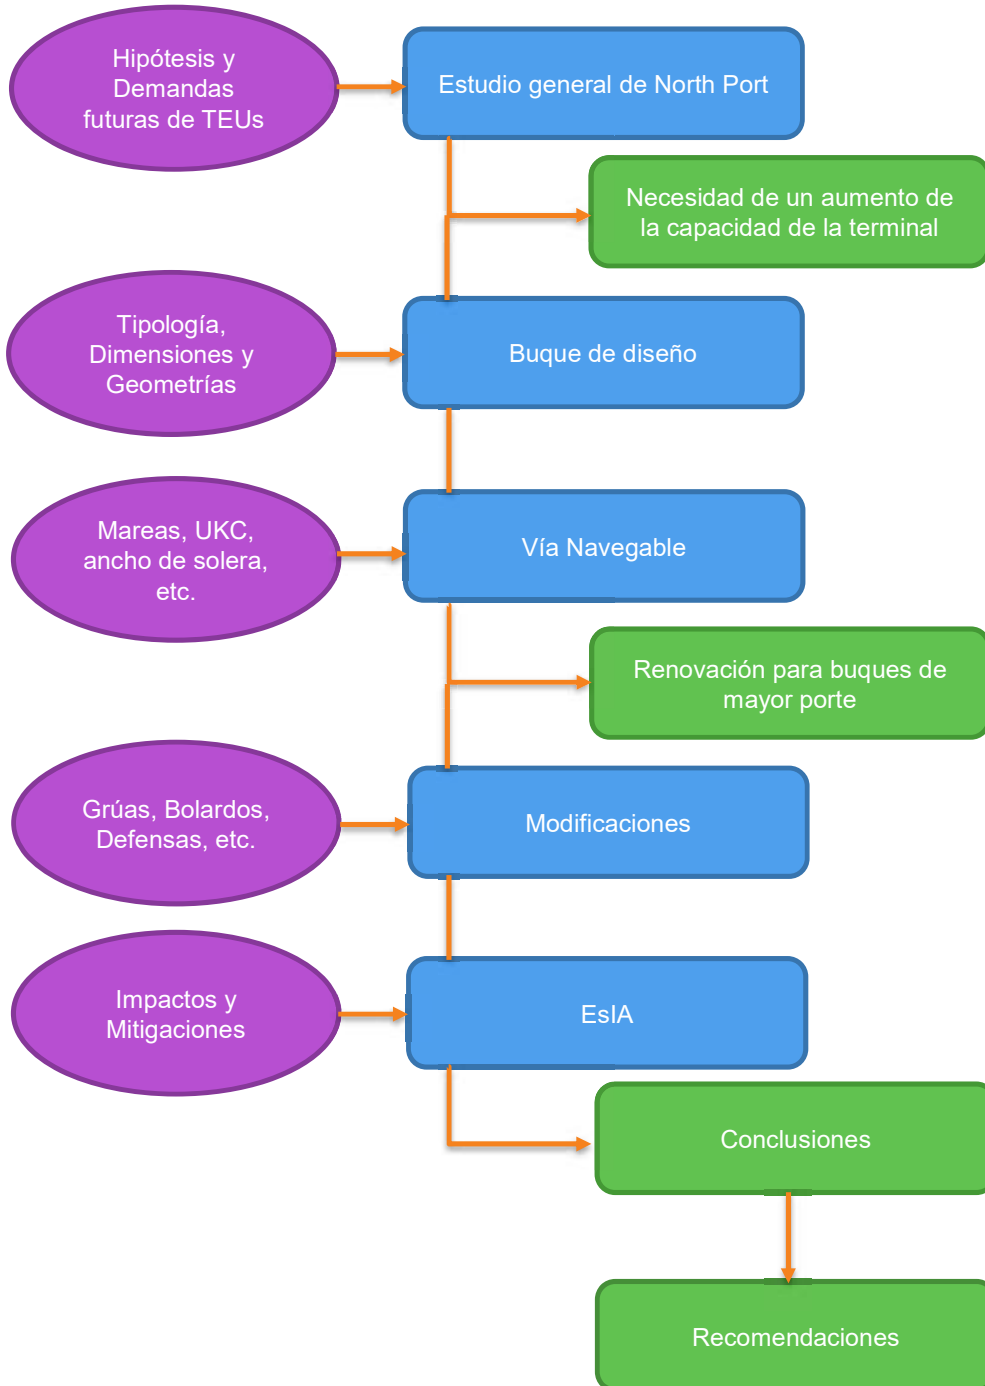 Hipótesis y
Demandas
futuras de TEUs
Estudio general de North Port
Necesidad de un aumento de
la capacidad de la terminal
Tipología,
Dimensiones y
Geometrías
Buque de diseño
Mareas, UKC,
ancho de solera,
etc.
Vía Navegable
Renovación para buques de
mayor porte
Grúas, Bolardos,
Defensas, etc.
Modificaciones
Impactos y
Mitigaciones
EsIA
Conclusiones
Recomendaciones